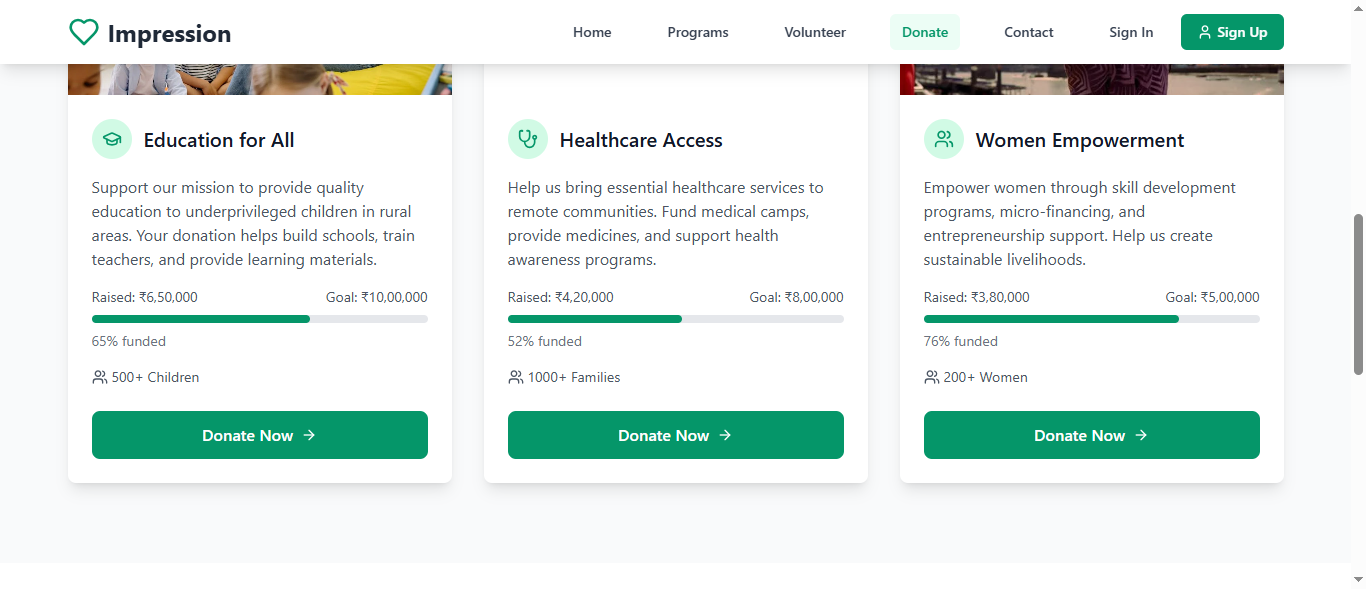 Impression
Home Programs Volunteer Donate Contact Sign In Sign Up
Education for All
Support our mission to provide quality
education to underprivileged children in rural
areas. Your donation helps build schools, train
teachers, and provide learning materials.
Raised: ₹6,50,000 Goal: ₹10,00,000
65% funded
500+ Children
Donate Now →
Healthcare Access
Help us bring essential healthcare services to
remote communities. Fund medical camps,
provide medicines, and support health
awareness programs.
Raised: ₹4,20,000 Goal: ₹8,00,000
52% funded
1000+ Families
Donate Now →
Women Empowerment
Empower women through skill development
programs, micro-financing, and
entrepreneurship support. Help us create
sustainable livelihoods.
Raised: ₹3,80,000 Goal: ₹5,00,000
76% funded
200+ Women
Donate Now →